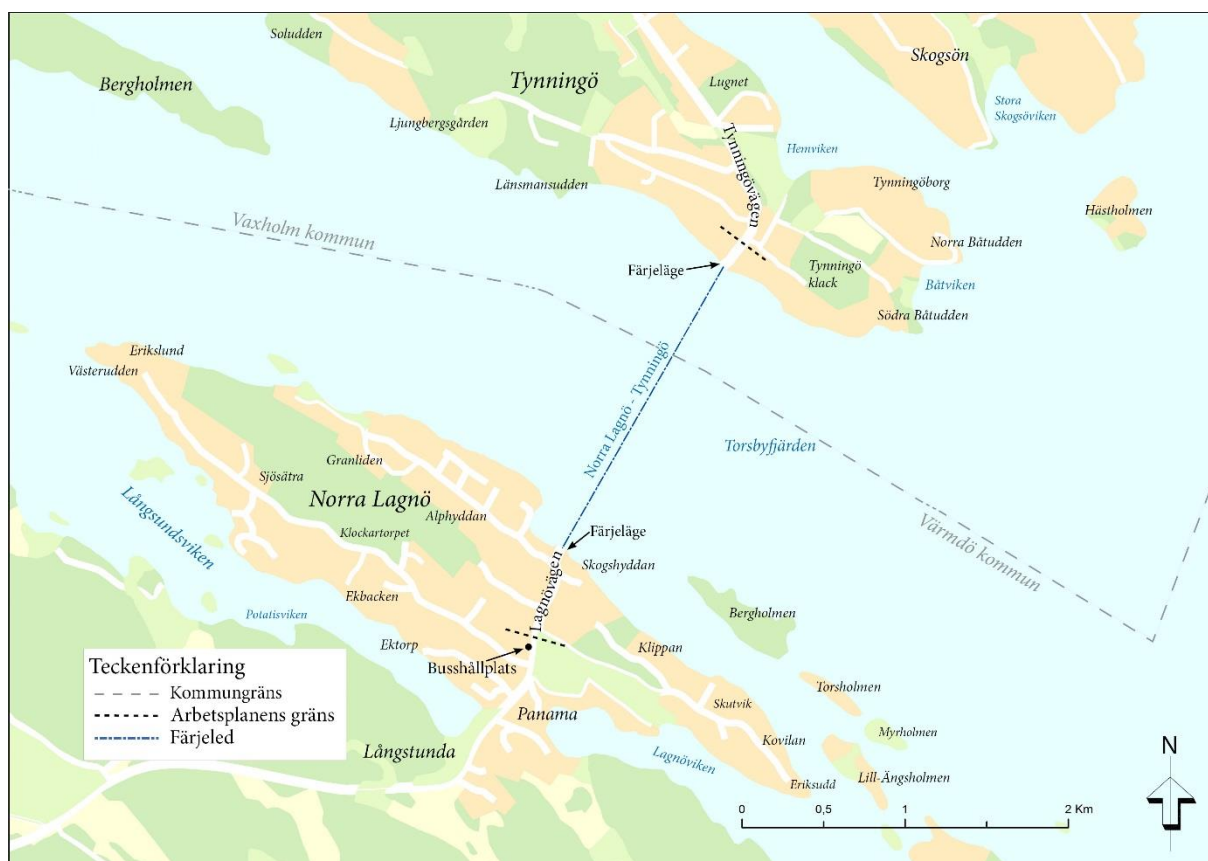 Soludden
Bergholmen
Tynningö
Lugnet
Skogsön
Stora
Skogsöviken
Ljungbergsgården
Tynningövägen
Hemviken
Länsmansudden
Tynningöborg
Hästholmen
Vaxholm kommun
Norra Båtudden
Färjeläge
Tynningö
klack
Båtviken
Södra Båtudden
Erikslund
Västerudden
Norra Lagnö - Tynningö
Torsbyfjärden
Granliden
Sjösätra
Norra Lagnö
Långsundsviken
Alphyddan
Klockartorpet
Färjeläge
Värmdö kommun
Skogshyddan
Lagnövägen
Ekbacken
Potatisviken
Bergholmen
Ektorp
Klippan
Busshållplats
Teckenförklaring
Kommungräns
Arbetsplanens gräns
Färjeled
Torsholmen
Skutvik
Panama
Myrholmen
Kovilan
Långstunda
Lagnöviken
Lill-Ängsholmen
Eriksudd
N
0 0,5 1 2 Km